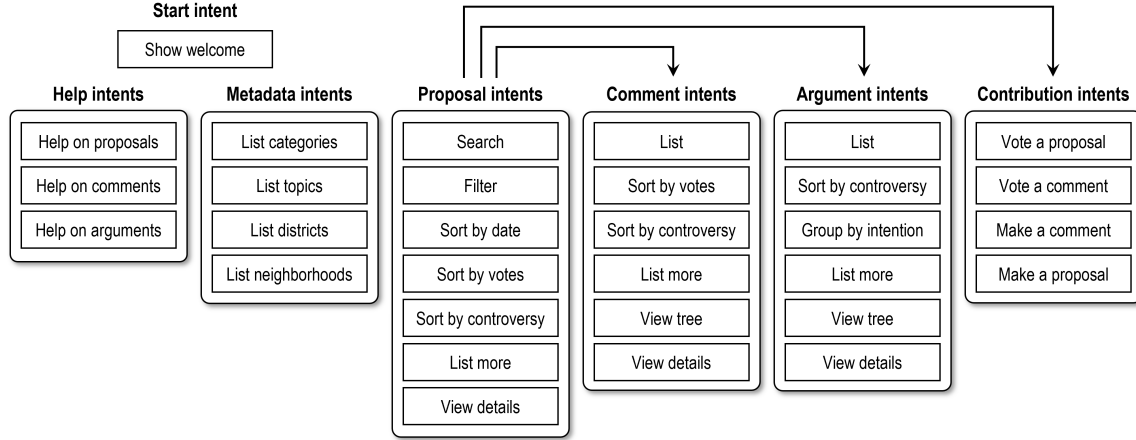 Start intent
Show welcome
Help intents
Help on proposals
Help on comments
Help on arguments
Metadata intents
List categories
List topics
List districts
List neighborhoods
Proposal intents
Search
Filter
Sort by date
Sort by votes
Sort by controversy
List more
View details
Comment intents
List
Sort by votes
Sort by controversy
List more
View tree
View details
Argument intents
List
Sort by controversy
Group by intention
List more
View tree
View details
Contribution intents
Vote a proposal
Vote a comment
Make a comment
Make a proposal